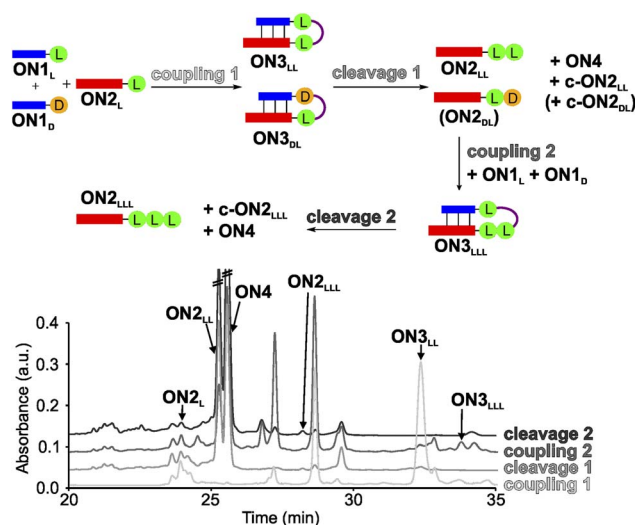 L
L
L
ON1L
+
ON1D
D
+
ON2L
L
coupling 1
ON3LL
D
L
ON3DL
cleavage 1
ON2LL
L L
L D
(ON2DL)
+ ON4
+ c-ON2LL
(+ c-ON2DL)
coupling 2
+ ON1L + ON1D
L
L L
ON3LLL
cleavage 2
ON2LLL
L L L
+ c-ON2LLL
+ ON4
ON2L
ON2LL
ON4
ON2LLL
ON3LL
ON3LLL
cleavage 2
coupling 2
cleavage 1
coupling 1
Absorbance (a.u.)
0.4
0.3
0.2
0.1
0.0
20 25 30 35
Time (min)